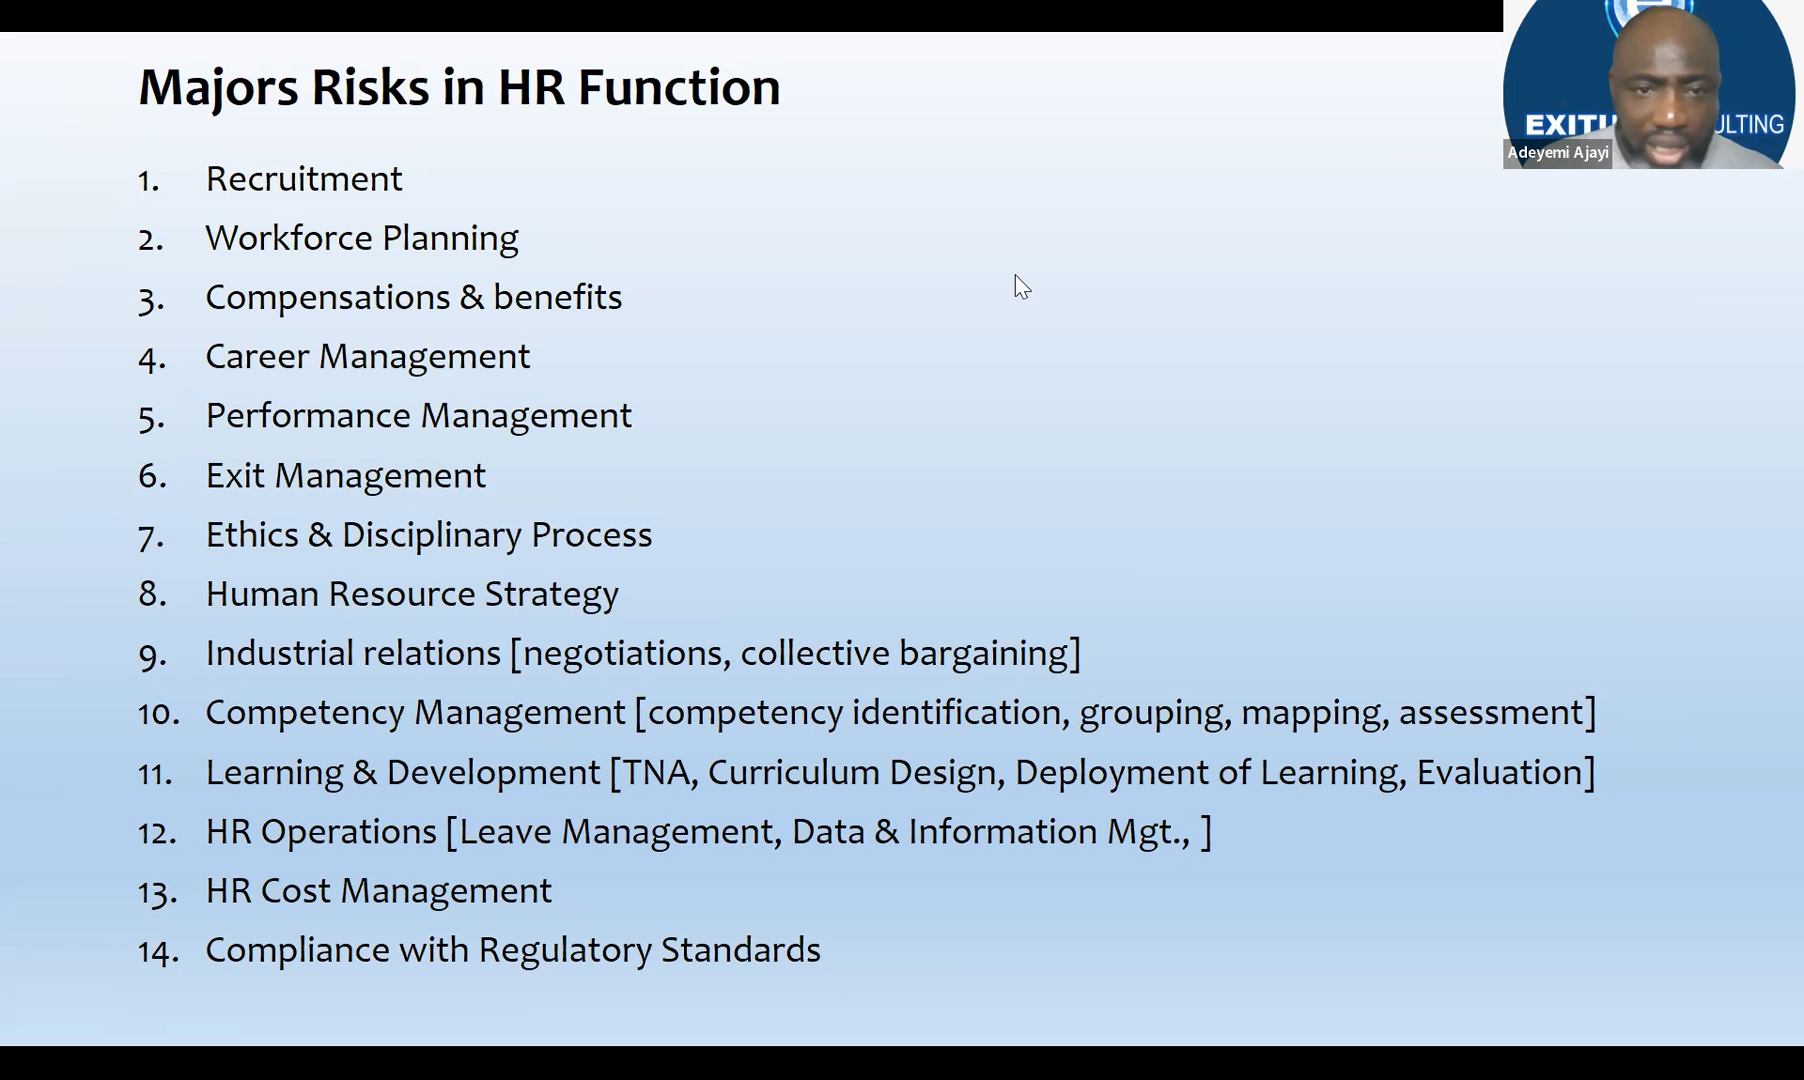 Majors Risks in HR Function
1. Recruitment
2. Workforce Planning
3. Compensations & benefits
4. Career Management
5. Performance Management
6. Exit Management
7. Ethics & Disciplinary Process
8. Human Resource Strategy
9. Industrial relations [negotiations, collective bargaining]
10. Competency Management [competency identification, grouping, mapping, assessment]
11. Learning & Development [TNA, Curriculum Design, Deployment of Learning, Evaluation]
12. HR Operations [Leave Management, Data & Information Mgt., ]
13. HR Cost Management
14. Compliance with Regulatory Standards
Adeyemi Ajayi